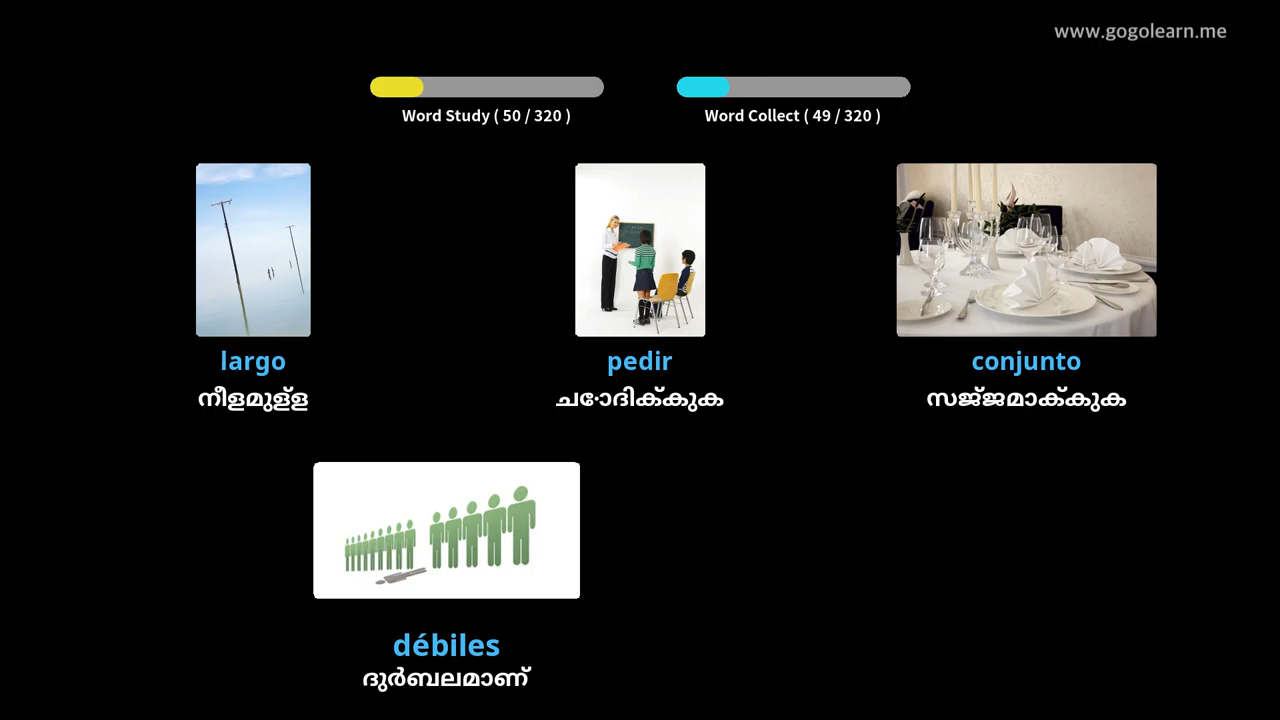 www.gogolearn.me
Word Study ( 50 / 320 )
Word Collect ( 49 / 320 )
largo
pedir
conjunto
നീളമുള്ള
ചോദിക്കുക
സജ്ജമാക്കുക
débiles
ദുർബലമാണ്